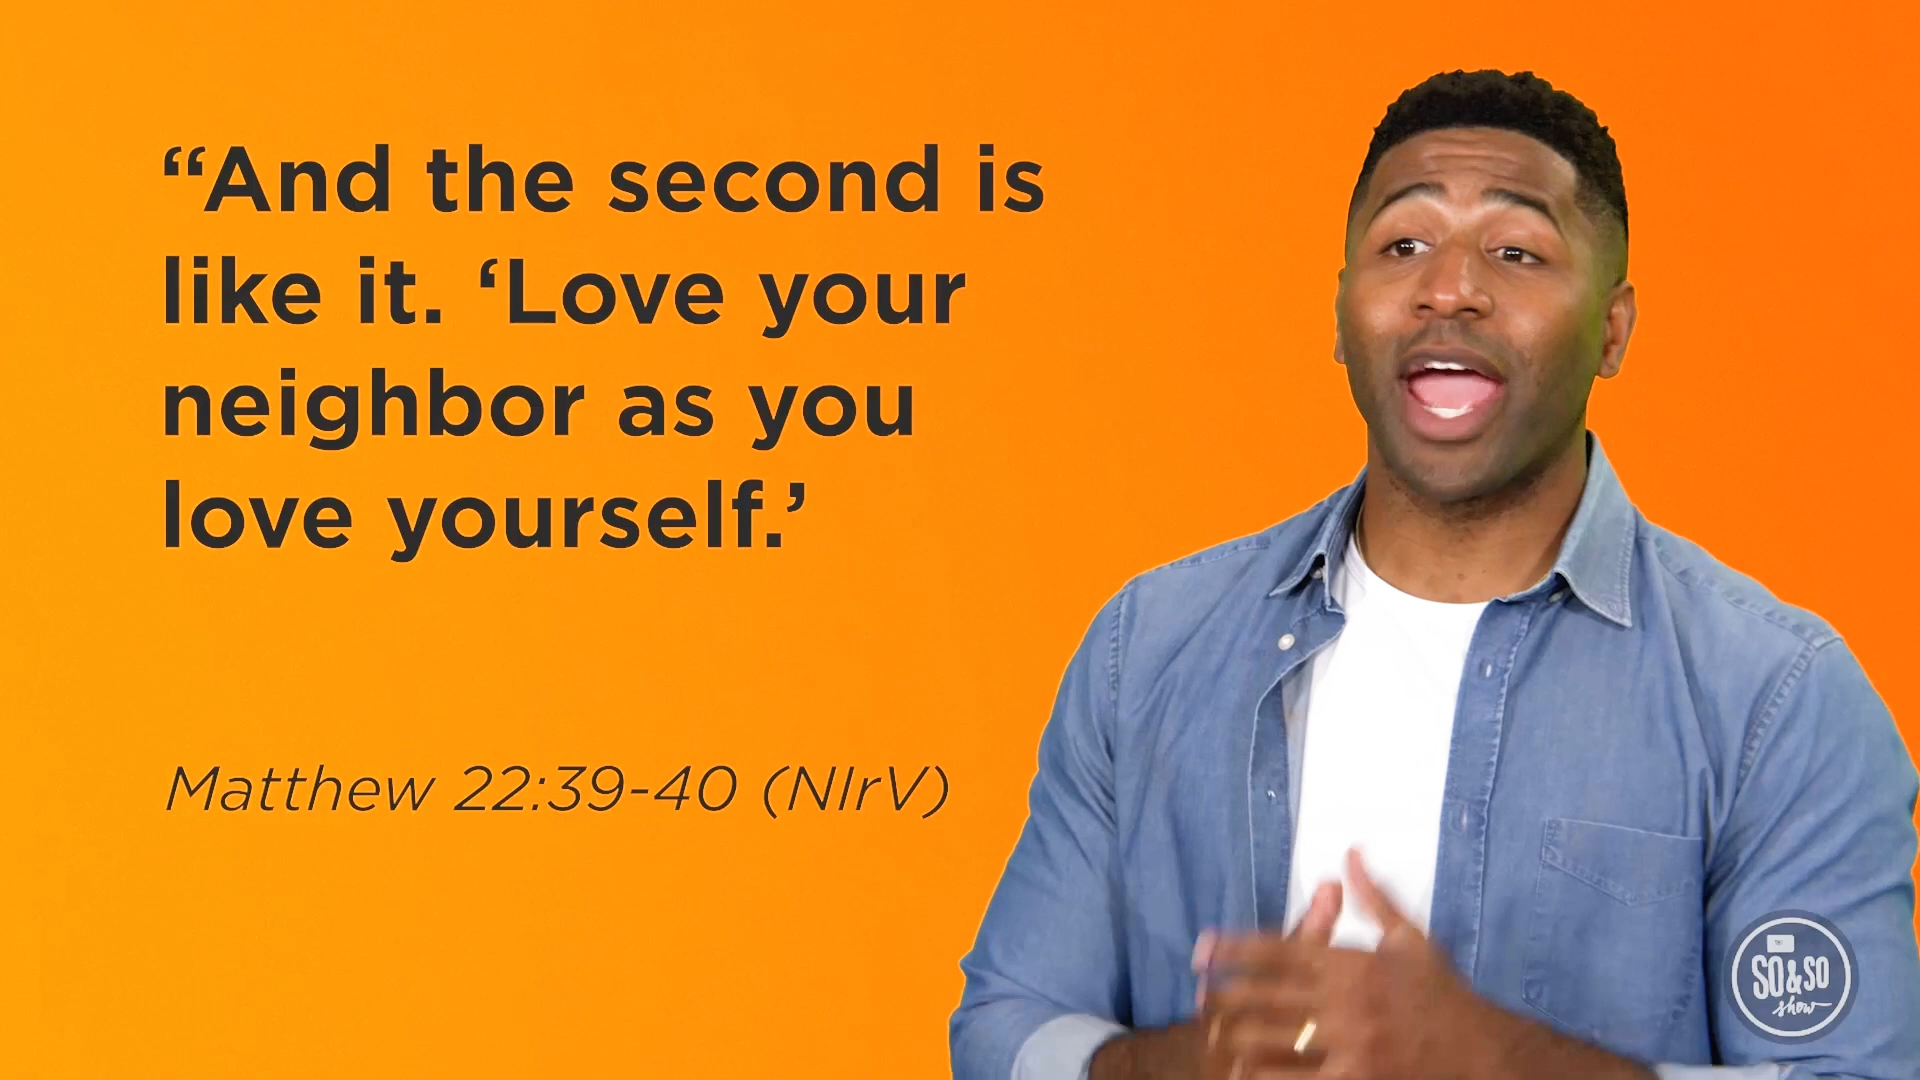 “And the second is
like it. ‘Love your
neighbor as you
love yourself.’
Matthew 22:39-40 (NIrV)
SO&SO
show